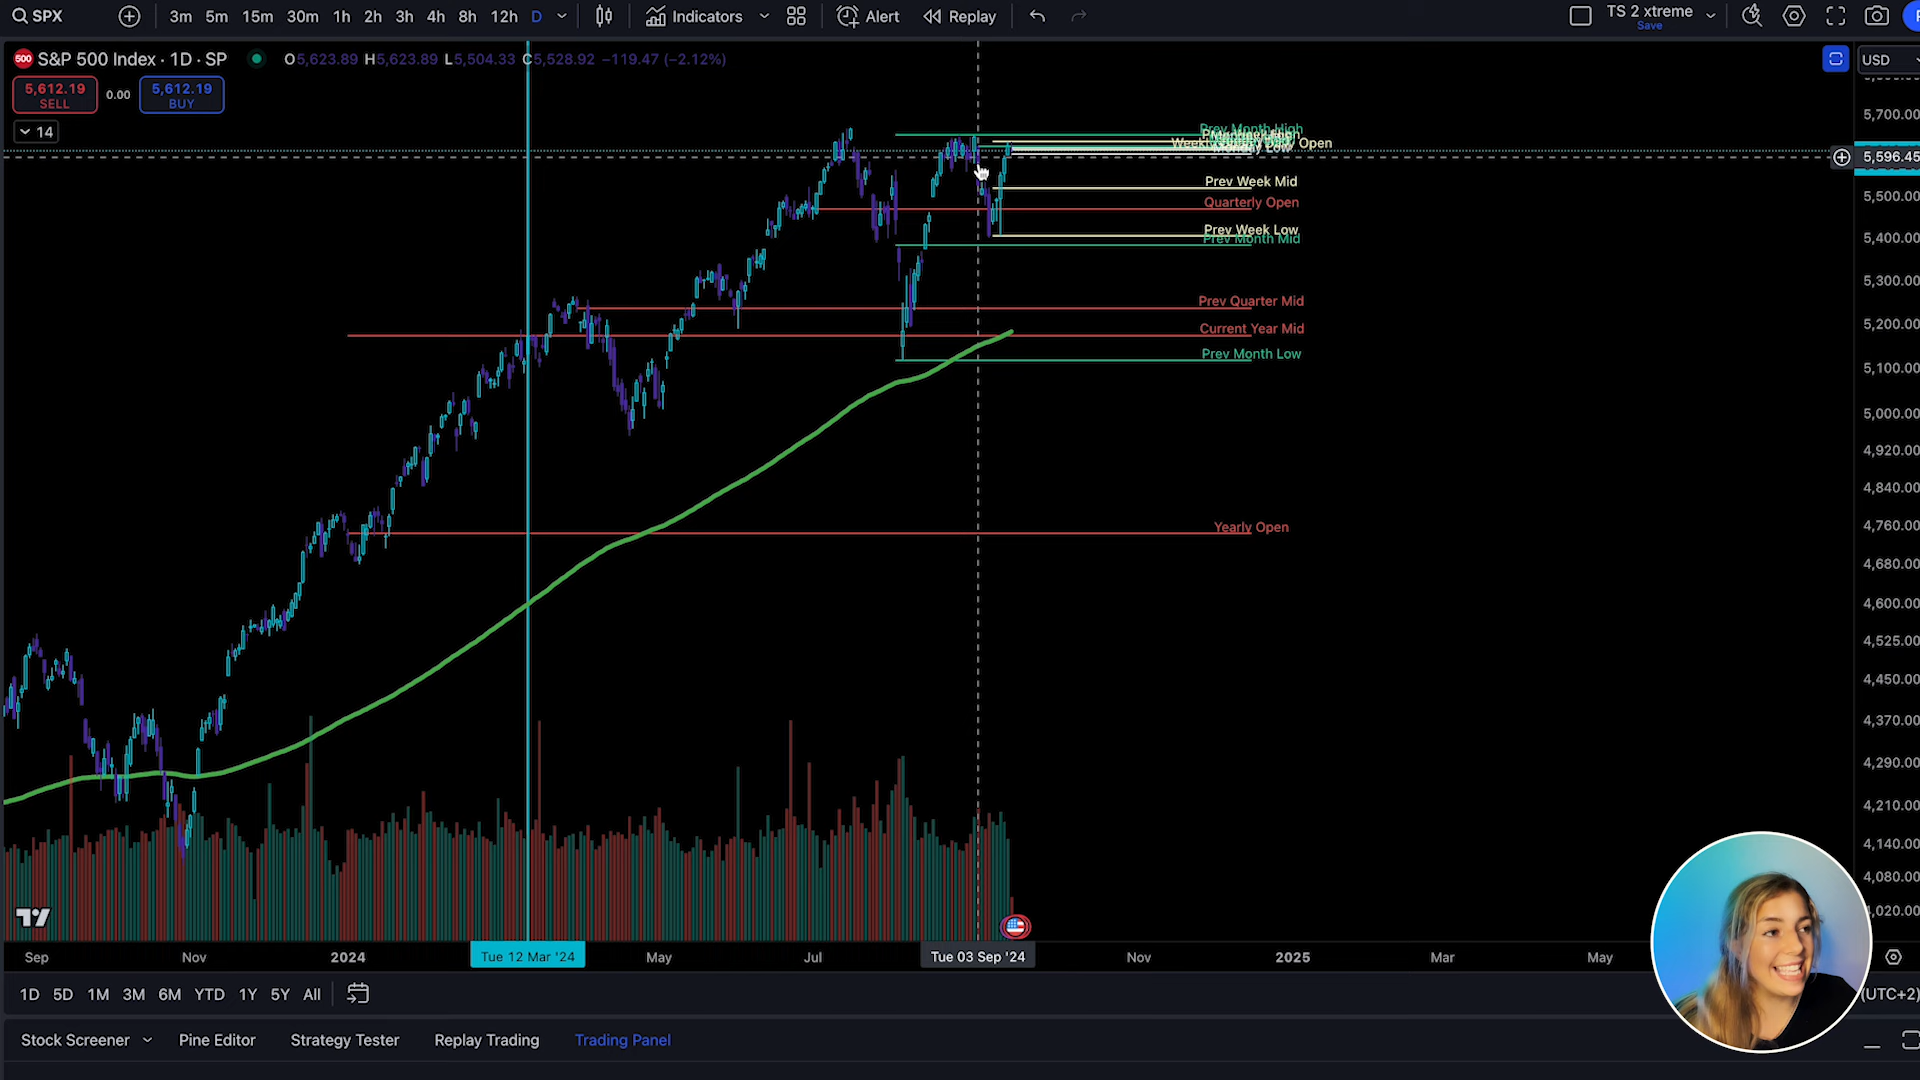 SPX 3m 5m 15m 30m 1h 2h 3h 4h 8h 12h D Indicators Alert Replay TS 2 xtreme
Save
S&P 500 Index · 1D · SP O5,623.89 H5,623.89 L5,504.33 C5,528.92 −119.47 (−2.12%) USD
5,612.19 SELL 0.00 5,612.19 BUY
14
5,700.00
Prev Month High
Open
5,596.45
Prev Week Mid
5,500.00
Quarterly Open
Prev Week Low
5,400.00
Prev Month Mid
5,300.00
Prev Quarter Mid
5,200.00
Current Year Mid
Prev Month Low
5,100.00
5,000.00
4,920.00
4,840.00
4,760.00
Yearly Open
4,680.00
4,600.00
4,525.00
4,450.00
4,370.00
4,290.00
4,210.00
4,140.00
4,080.00
,020.00
Sep Nov 2024 Tue 12 Mar '24 May Jul Tue 03 Sep '24 Nov 2025 Mar May
1D 5D 1M 3M 6M YTD 1Y 5Y All (UTC+2)
Stock Screener Pine Editor Strategy Tester Replay Trading Trading Panel